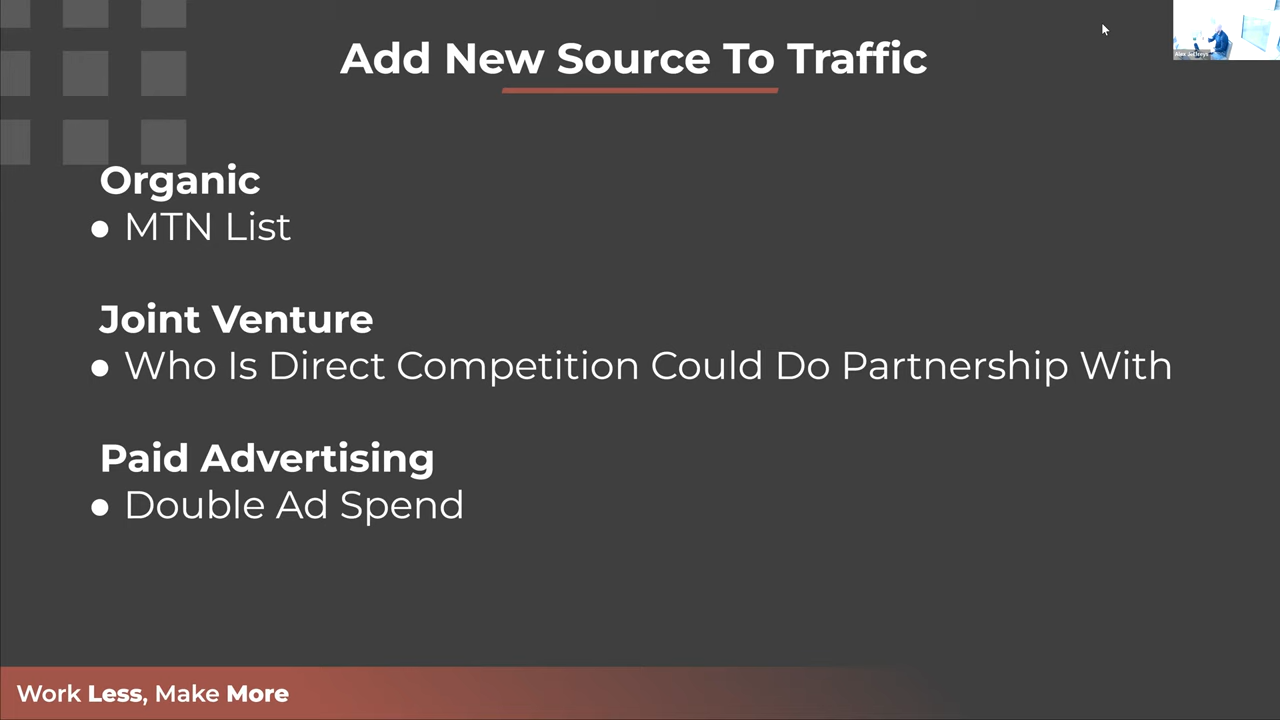 Add New Source To Traffic
Organic
● MTN List
Joint Venture
● Who Is Direct Competition Could Do Partnership With
Paid Advertising
● Double Ad Spend
Work Less, Make More